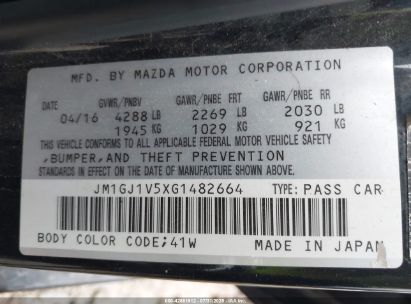 MFD. BY MAZDA MOTOR CORPORATION
GVWR/PNBV GAWR/PNBE FRT GAWR/PNBE RR
04/16 4288 LB 2269 LB 2030 LB
1945 KG 1029 KG 921 KG
THIS VEHICLE CONFORMS TO ALL APPLICABLE FEDERAL MOTOR VEHICLE SAFETY
,BUMPER,AND THEFT PREVENTION
STANDARDS IN EFFECT ON THE DATE OF MANUFACTURE SHOWN ABOVE.
JM1GJ1V5XG1482664 TYPE: PASS CAR
BODY COLOR CODE;41W MADE IN JAPAN